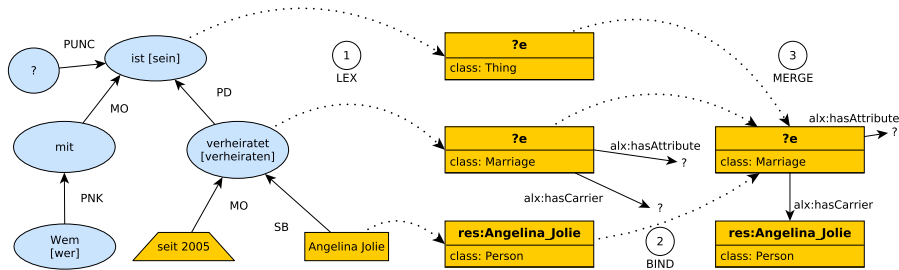 PUNC
?
ist [sein]
MO
PD
mit
verheiratet
[verheiraten]
PNK
MO
SB
Wem
[wer]
seit 2005
Angelina Jolie
1
LEX
?e
class: Thing
?e
class: Marriage
alx:hasAttribute
?
alx:hasCarrier
?
res:Angelina_Jolie
class: Person
2
BIND
3
MERGE
?e
class: Marriage
alx:hasAttribute
?
alx:hasCarrier
res:Angelina_Jolie
class: Person